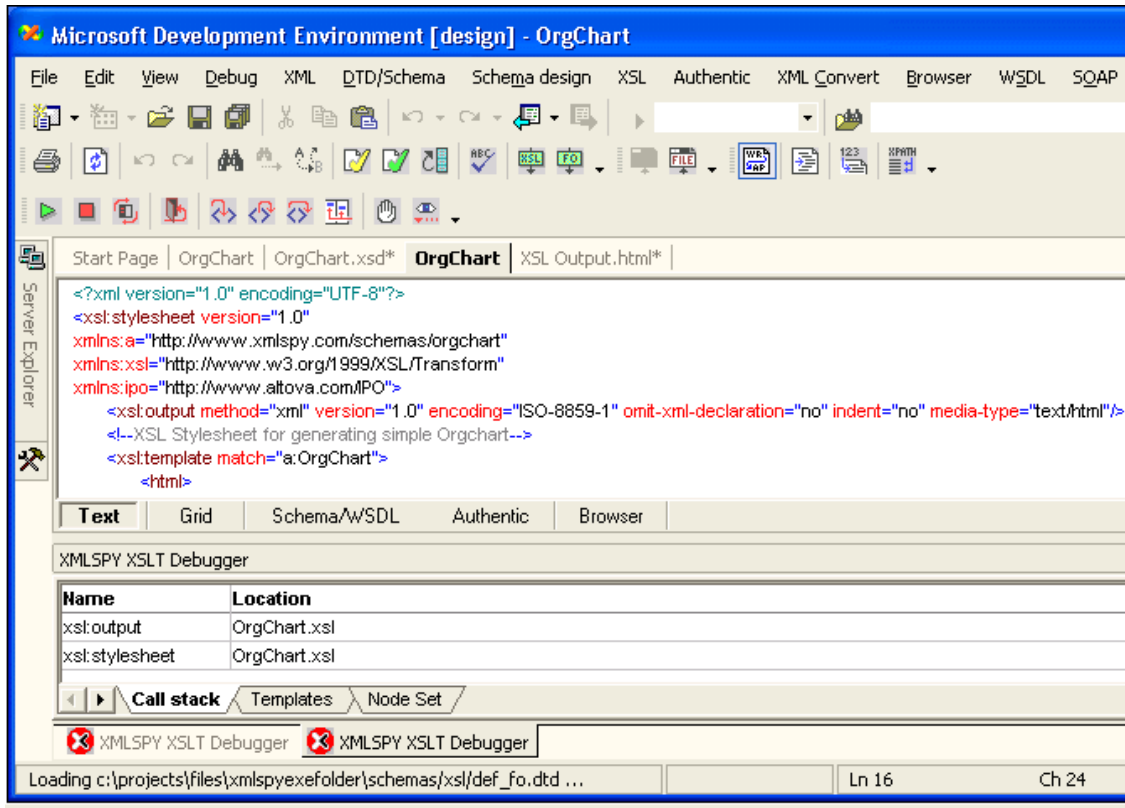 Microsoft Development Environment [design] - OrgChart
File Edit View Debug XML DTD/Schema Schema design XSL Authentic XML Convert Browser WSDL SOAP
ABC XSL FO FILE WRAP 123 XPATH
Start Page OrgChart OrgChart.xsd* OrgChart XSL Output.html*
Server Explorer
<?xml version="1.0" encoding="UTF-8"?>
<xsl:stylesheet version="1.0"
xmlns:a="http://www.xmlspy.com/schemas/orgchart"
xmlns:xsl="http://www.w3.org/1999/XSL/Transform"
xmlns:ipo="http://www.altova.com/IPO">
<xsl:output method="xml" version="1.0" encoding="ISO-8859-1" omit-xml-declaration="no" indent="no" media-type="text/html"/>
<!--XSL Stylesheet for generating simple Orgchart-->
<xsl:template match="a:OrgChart">
<html>
Text Grid Schema/WSDL Authentic Browser
XMLSPY XSLT Debugger
Name Location
xsl:output OrgChart.xsl
xsl:stylesheet OrgChart.xsl
Call stack Templates Node Set
XMLSPY XSLT Debugger XMLSPY XSLT Debugger
Loading c:\projects\files\xmlspyexefolder\schemas/xsl/def_fo.dtd ... Ln 16 Ch 24